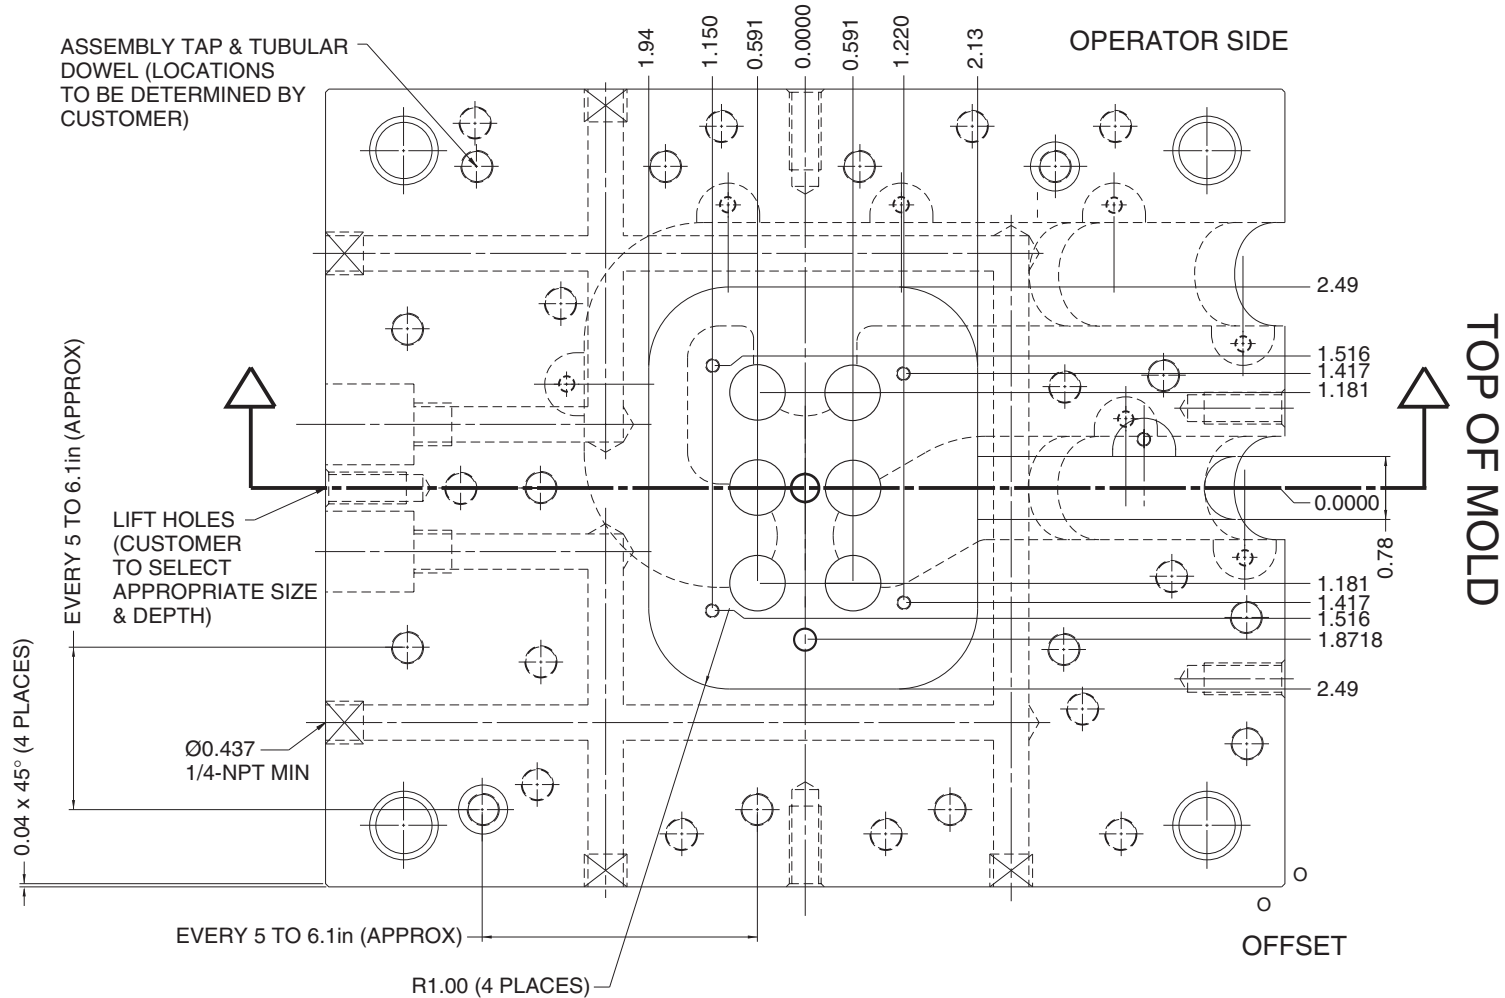 ASSEMBLY TAP & TUBULAR
DOWEL (LOCATIONS
TO BE DETERMINED BY
CUSTOMER)
1.94
1.150
0.591
0.0000
0.591
1.220
2.13
OPERATOR SIDE
2.49
1.516
1.417
1.181
0.0000
0.78
1.181
1.417
1.516
1.8718
2.49
TOP OF MOLD
EVERY 5 TO 6.1in (APPROX)
LIFT HOLES
(CUSTOMER
TO SELECT
APPROPRIATE SIZE
& DEPTH)
0.04 x 45° (4 PLACES)
Ø0.437
1/4-NPT MIN
EVERY 5 TO 6.1in (APPROX)
R1.00 (4 PLACES)
O
O
OFFSET